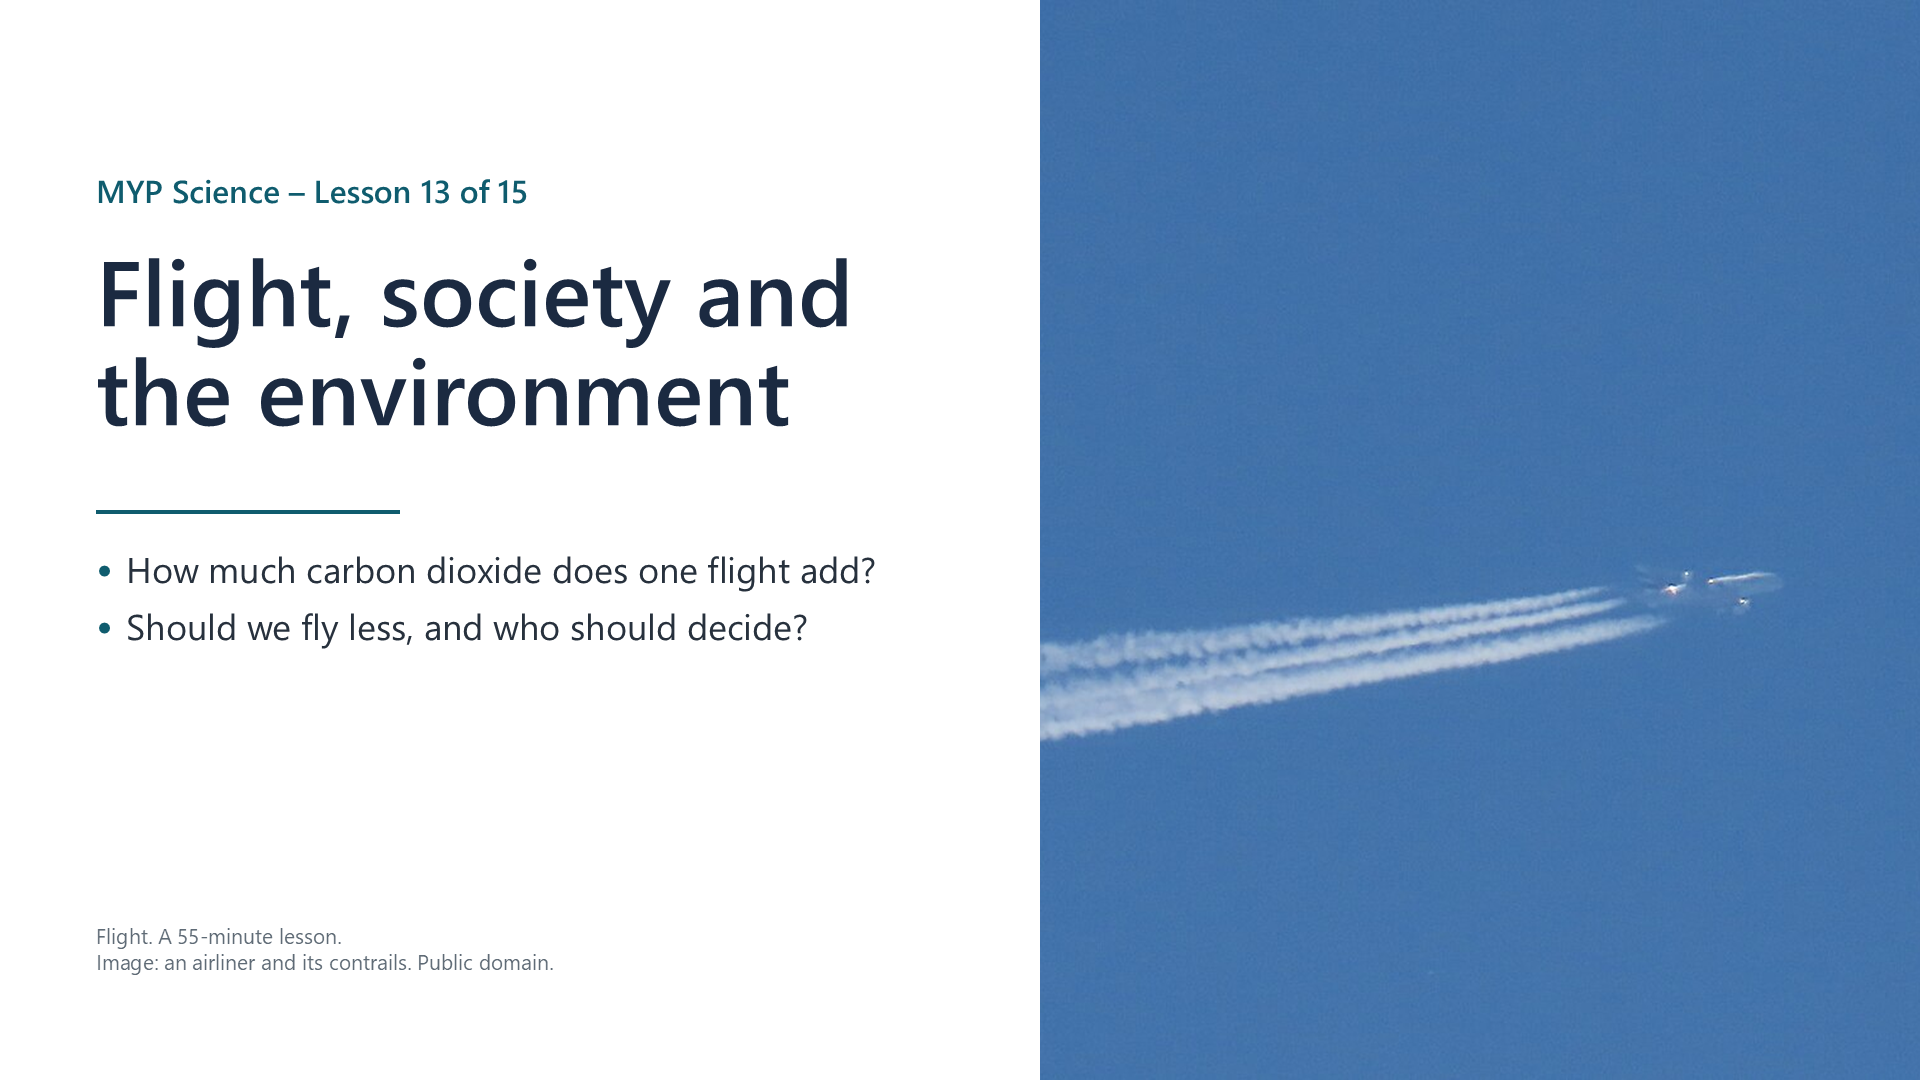 MYP Science – Lesson 13 of 15
Flight, society and
the environment
• How much carbon dioxide does one flight add?
• Should we fly less, and who should decide?
Flight. A 55-minute lesson.
Image: an airliner and its contrails. Public domain.